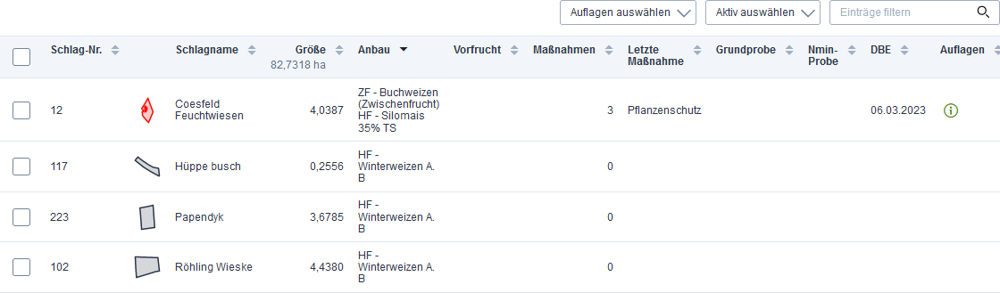 Auflagen auswählen Aktiv auswählen Einträge filtern
Schlag-Nr. Schlagname Größe Anbau Vorfrucht Maßnahmen Letzte Maßnahme Grundprobe Nmin-Probe DBE Auflagen
82,7318 ha
12 Coesfeld Feuchtwiesen 4,0387 ZF - Buchweizen (Zwischenfrucht) HF - Silomais 35% TS 3 Pflanzenschutz 06.03.2023
117 Hüppe busch 0,2556 HF - Winterweizen A. B 0
223 Papendyk 3,6785 HF - Winterweizen A. B 0
102 Röhling Wieske 4,4380 HF - Winterweizen A. B 0